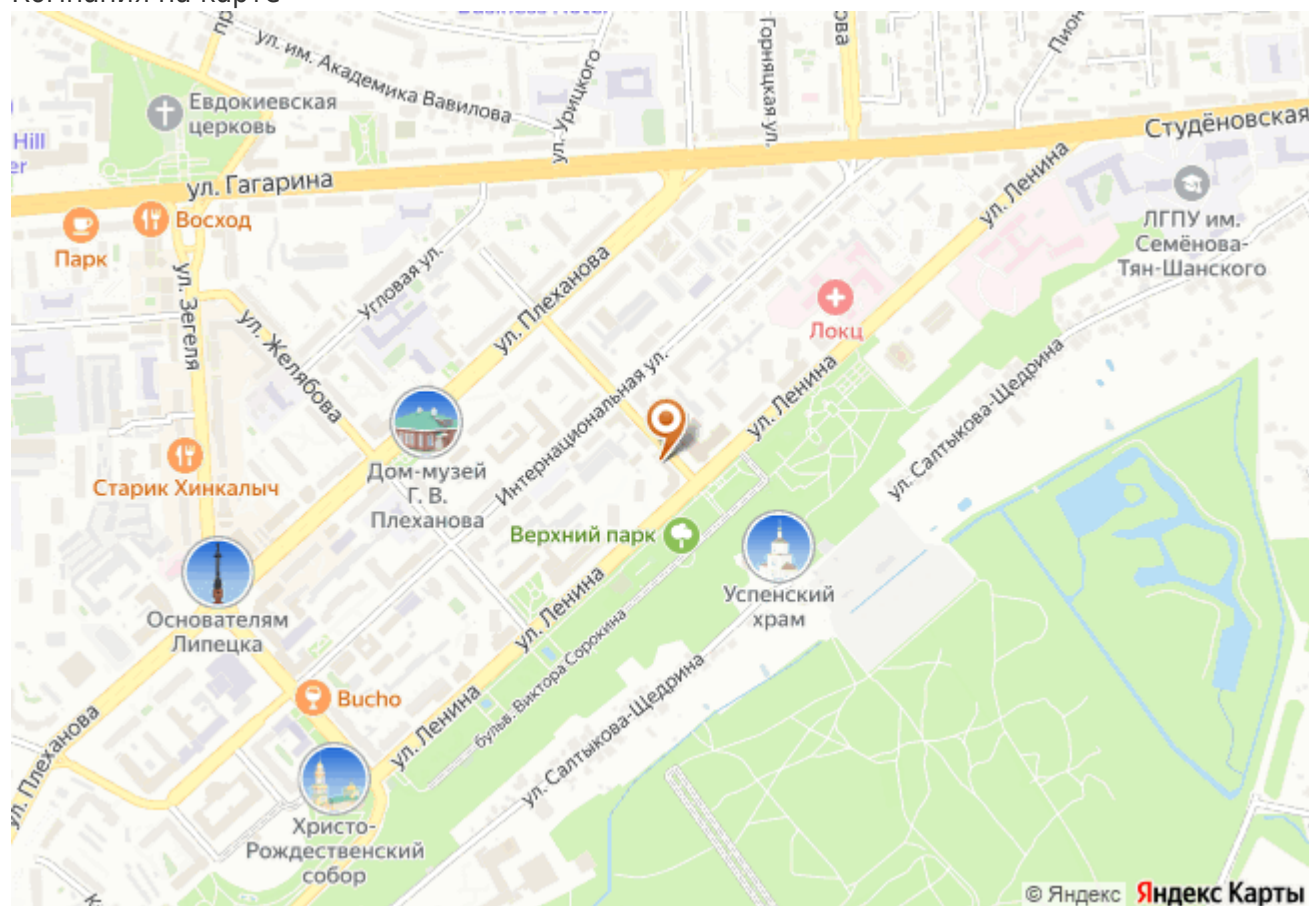 ул. им. Академика Вавилова
ул. Урицкого
Горняцкая ул.
Евдокиевская
церковь
Hill
er
Студёновская
ул. Гагарина
ул. Ленина
ЛГПУ им.
Семёнова-
Тян-Шанского
Парк
Восход
ул. Зегеля
Угловая ул.
ул. Плеханова
ул. Желябова
Локц
ул. Ленина
ул. Салтыкова-Щедрина
Интернациональная ул.
Старик Хинкалыч
Дом-музей
Г. В.
Плеханова
Верхний парк
Успенский
храм
Основателям
Липецка
ул. Ленина
бульв. Виктора Сорокина
Bucho
ул. Ленина
ул. Салтыкова-Щедрина
ул. Плеханова
Христо-
Рождественский
собор
© Яндекс Яндекс Карты